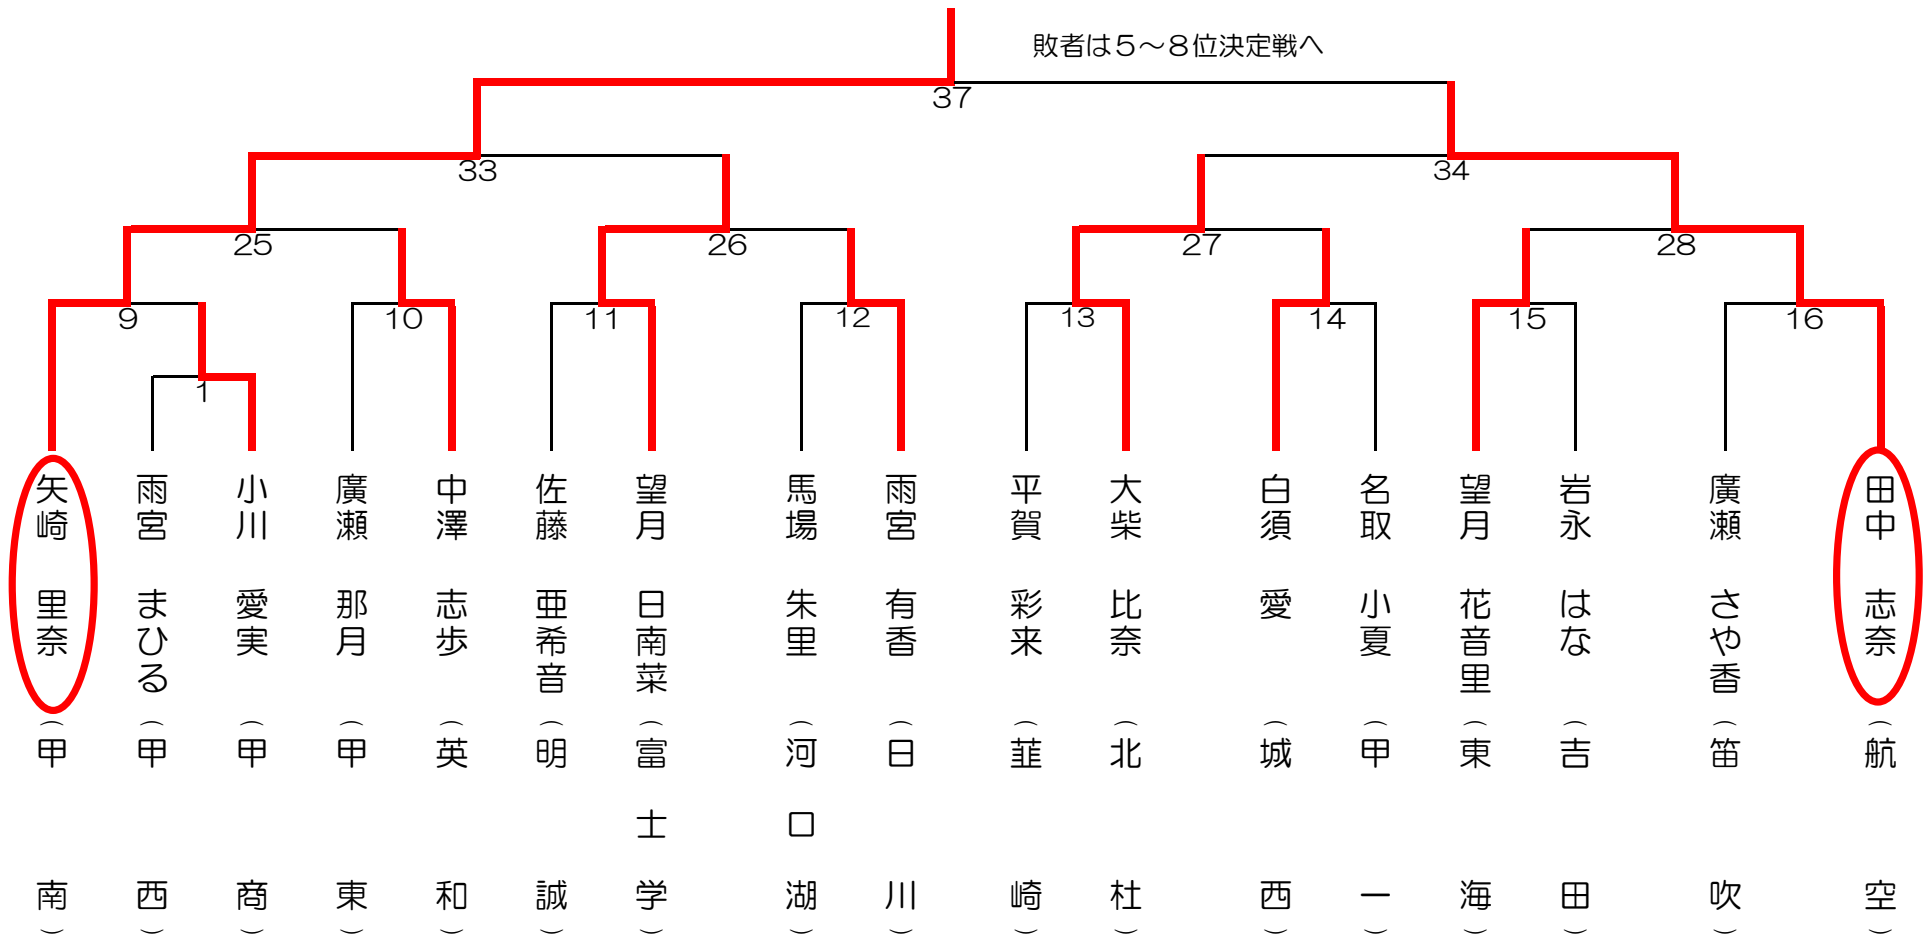 敗者は5～8位決定戦へ
37
33
34
25
26
27
28
9
10
11
12
13
14
15
16
1
矢崎 里奈（甲南）
雨宮 まひる（甲西）
小川 愛実（甲商）
廣瀬 那月（甲東）
中澤 志歩（英和）
佐藤 亜希音（明誠）
望月 日南菜（富士学）
馬場 朱里（河口湖）
雨宮 有香（日川）
平賀 彩来（韮崎）
大柴 比奈（北杜）
白須 愛（城西）
名取 小夏（甲一）
望月 花音里（東海）
岩永 はな（吉田）
廣瀬 さや香（笛吹）
田中 志奈（航空）